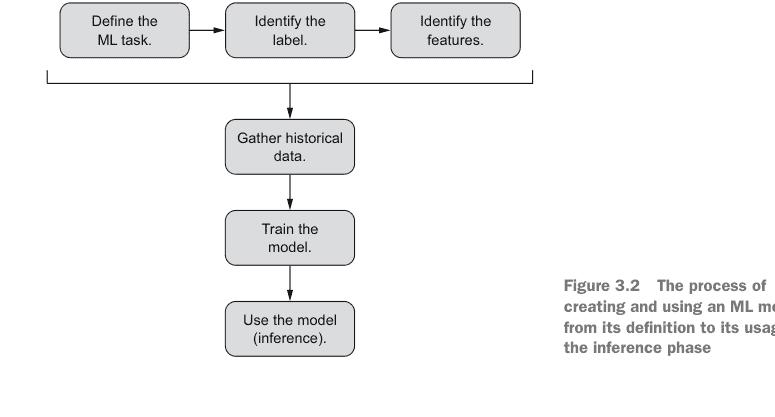 Define the
ML task.
Identify the
label.
Identify the
features.
Gather historical
data.
Train the
model.
Use the model
(inference).
Figure 3.2 The process of
creating and using an ML
from its definition to its
the inference phase